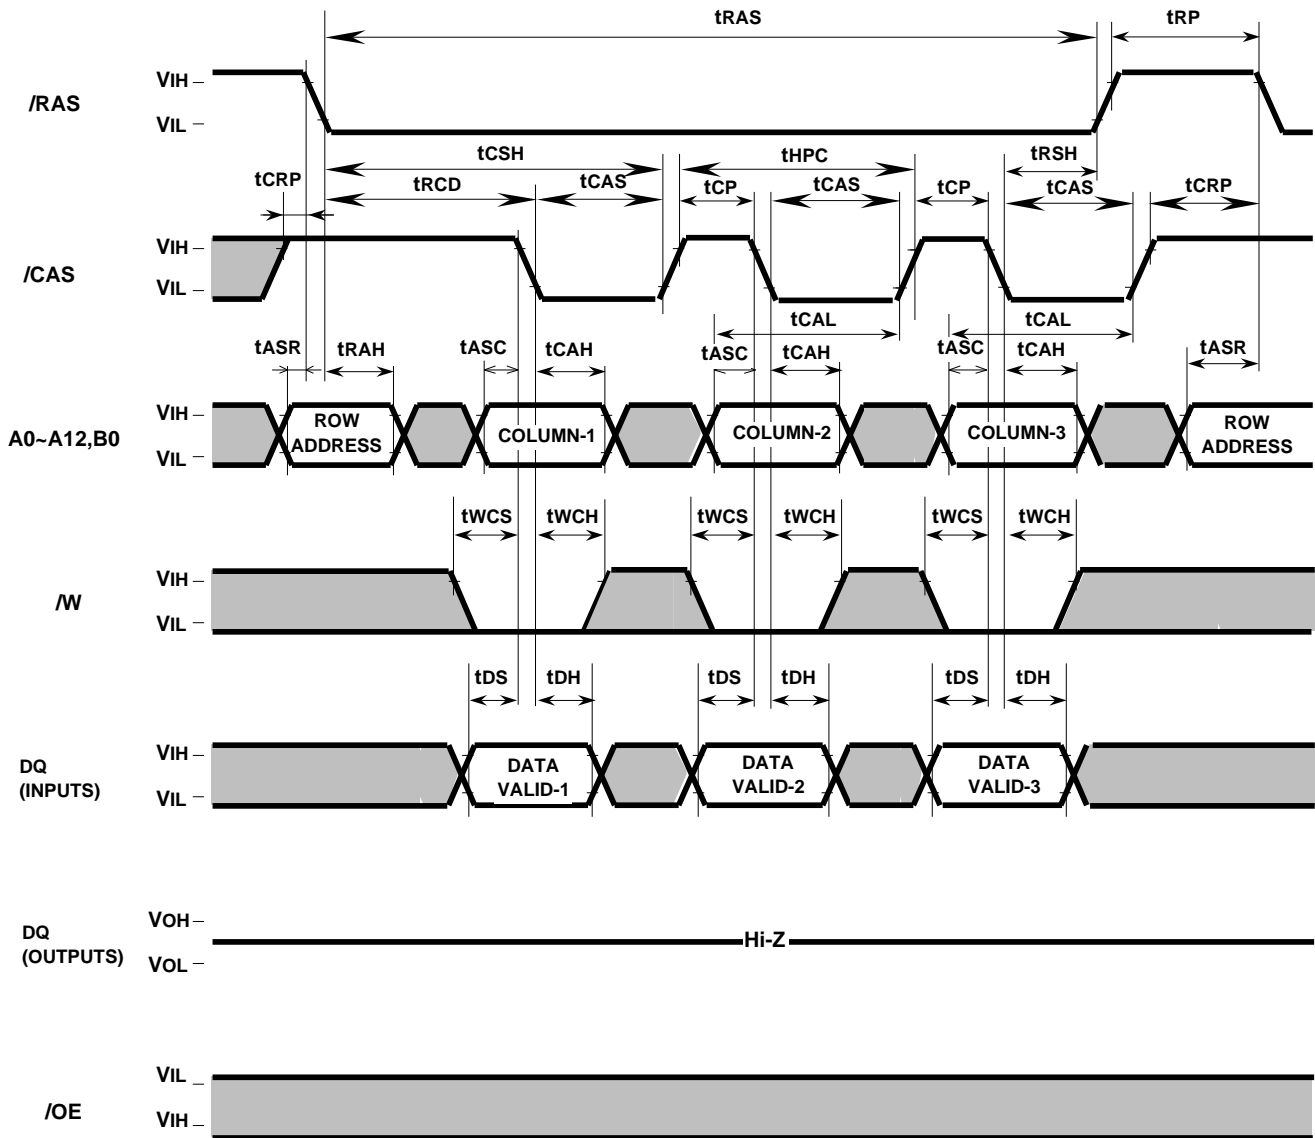 tRAS tRP
VIH
/RAS
VIL
tCSH tHPC tRSH
tCRP tRCD tCAS tCP tCAS tCP tCAS tCRP
VIH
/CAS
VIL
tCAL tCAL
tASR tRAH tASC tCAH tASC tCAH tASC tCAH tASR
VIH
A0~A12,B0 ROW ADDRESS COLUMN-1 COLUMN-2 COLUMN-3 ROW ADDRESS
VIL
tWCS tWCH tWCS tWCH tWCS tWCH
VIH
/W
VIL
tDS tDH tDS tDH tDS tDH
VIH
DQ (INPUTS) DATA VALID-1 DATA VALID-2 DATA VALID-3
VIL
VOH
DQ (OUTPUTS) Hi-Z
VOL
VIL
/OE
VIH